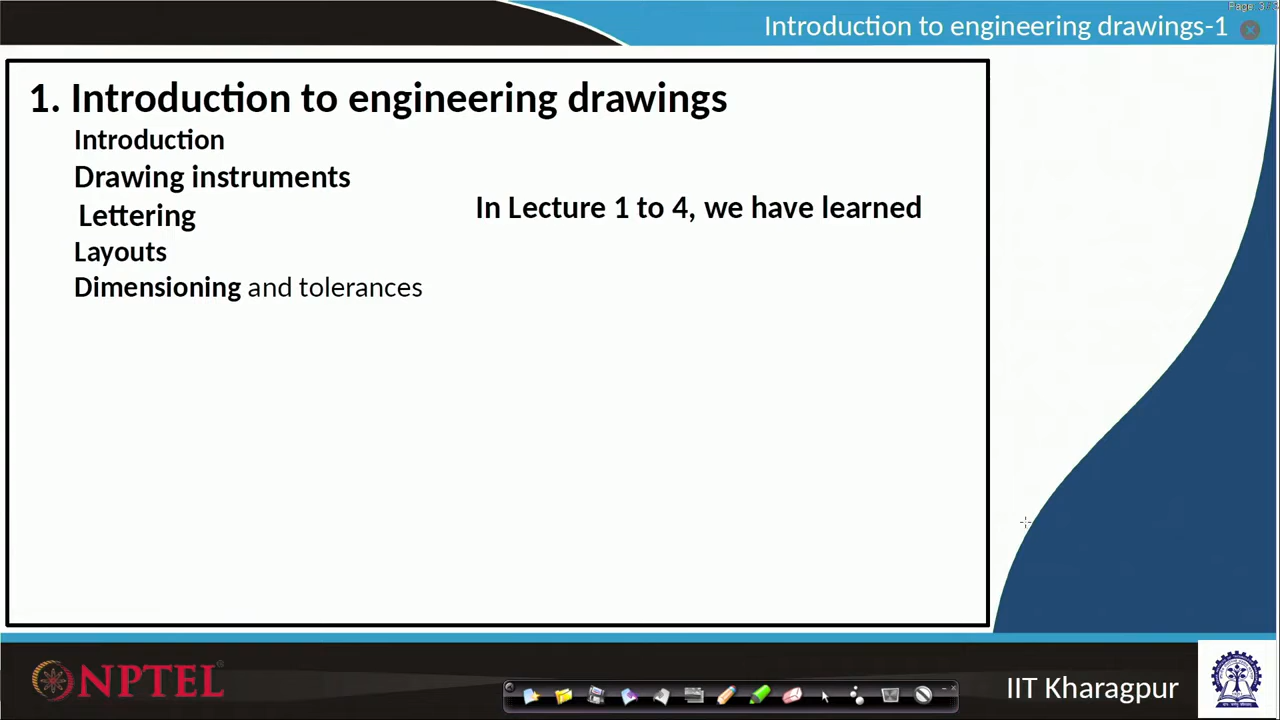 Introduction to engineering drawings-1
1. Introduction to engineering drawings
Introduction
Drawing instruments
Lettering
Layouts
Dimensioning and tolerances
In Lecture 1 to 4, we have learned
NPTEL
IIT Kharagpur